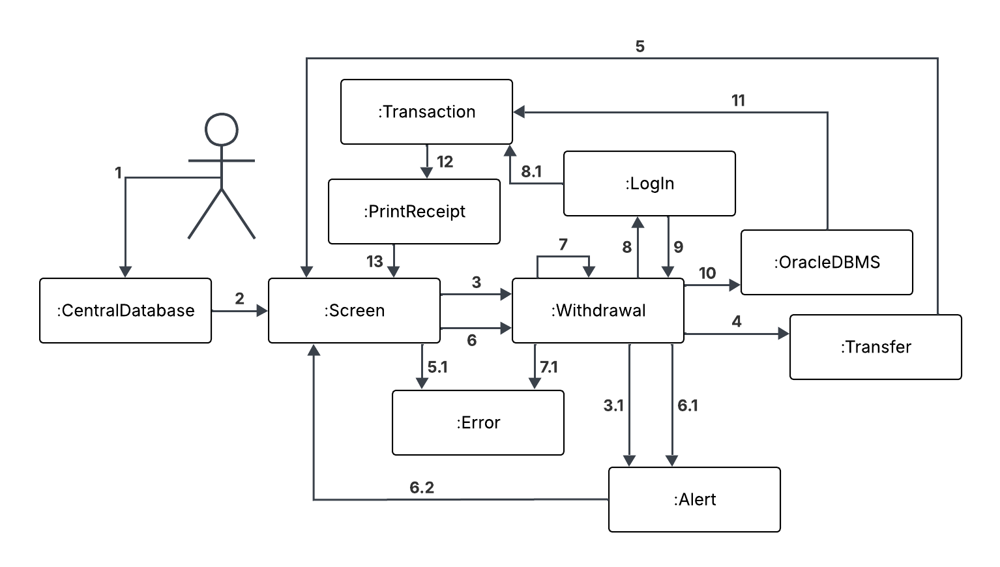 5
:Transaction
11
12
8.1
1
:LogIn
:PrintReceipt
7
8
9
:OracleDBMS
13
10
3
2
:CentralDatabase
:Screen
:Withdrawal
4
6
:Transfer
5.1
7.1
3.1
6.1
:Error
6.2
:Alert